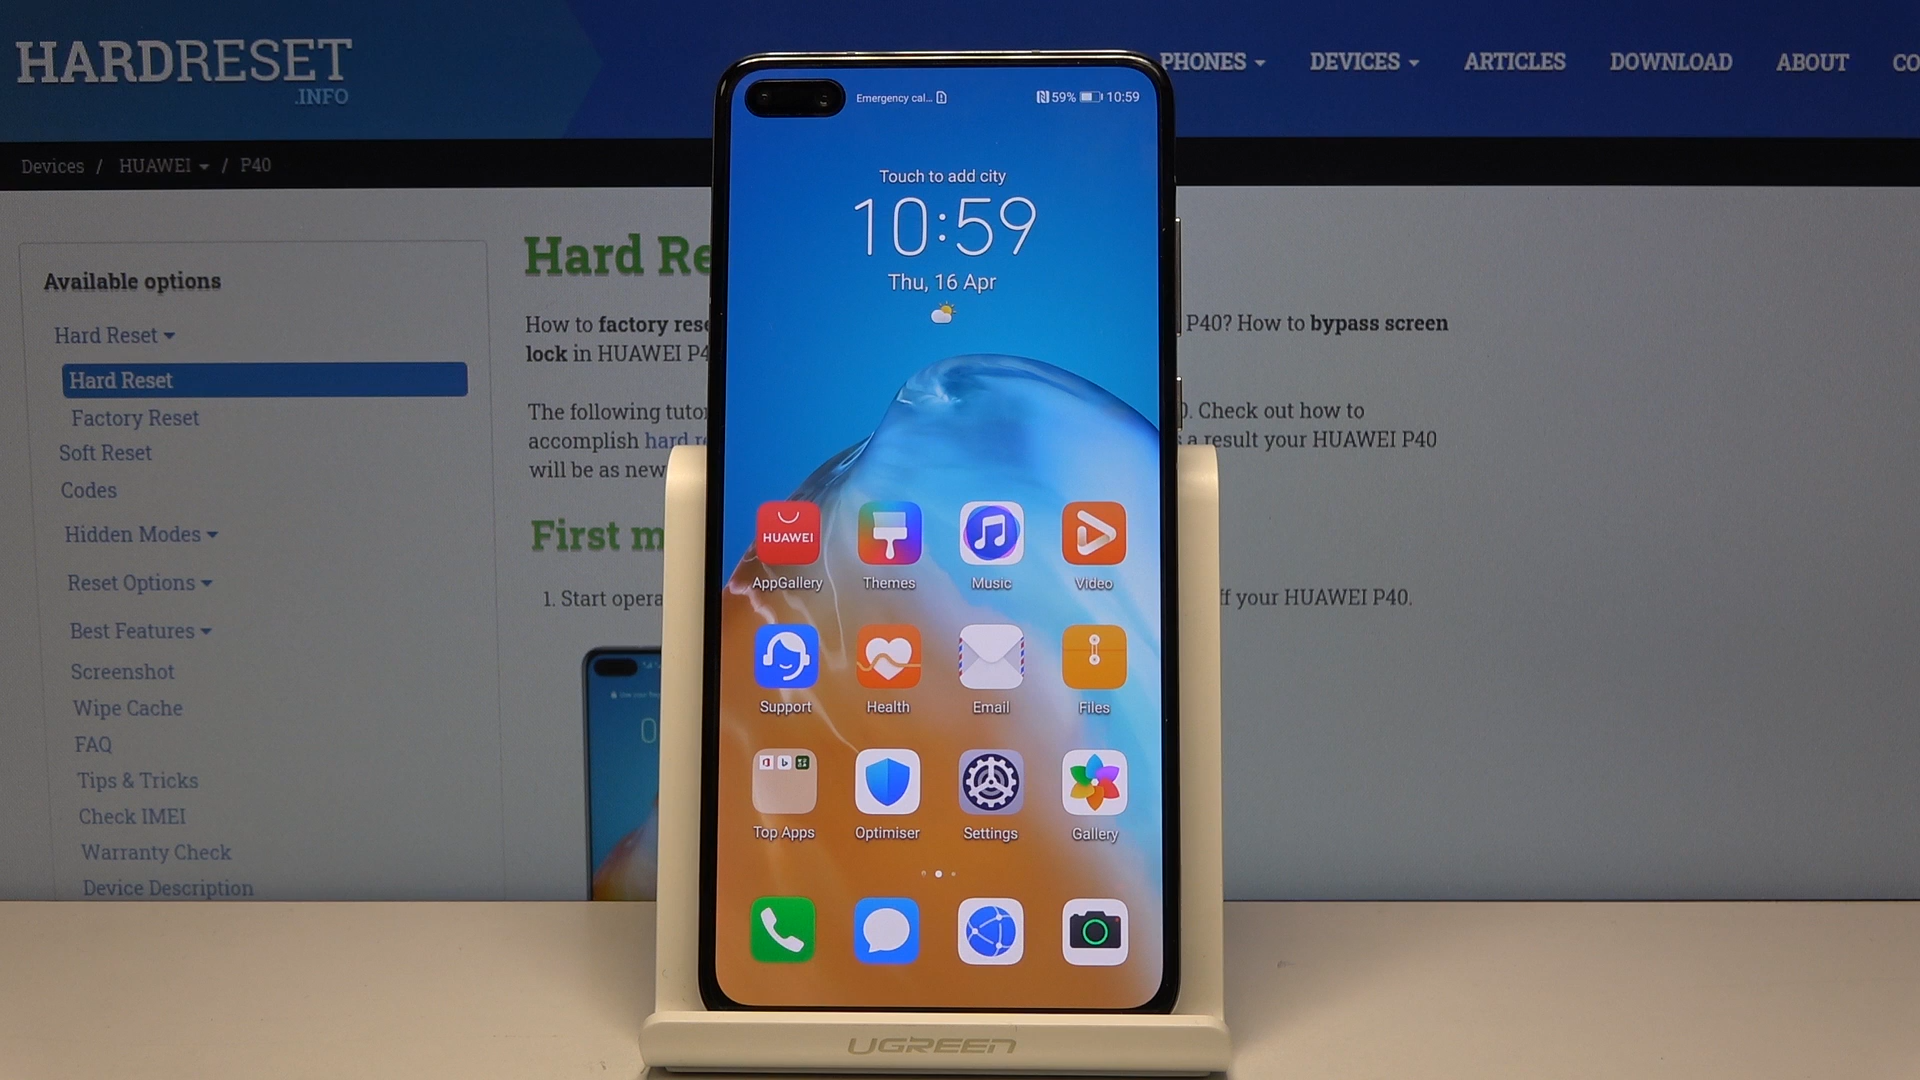 HARDRESET
.INFO
PHONES
DEVICES
ARTICLES
DOWNLOAD
ABOUT
CO
Devices / HUAWEI / P40
Available options
Hard Reset
Hard Reset
Factory Reset
Soft Reset
Codes
Hidden Modes
Reset Options
Best Features
Screenshot
Wipe Cache
FAQ
Tips & Tricks
Check IMEI
Warranty Check
Device Description
Hard Re
How to factory rese P40? How to bypass screen
lock in HUAWEI P4
The following tuto 0. Check out how to
accomplish hard r s a result your HUAWEI P40
will be as new
First m
1. Start opera ff your HUAWEI P40.
Emergency cal... 59% 10:59
Touch to add city
10:59
Thu, 16 Apr
HUAWEI
AppGallery Themes Music Video
Support Health Email Files
Top Apps Optimiser Settings Gallery
UGREEN